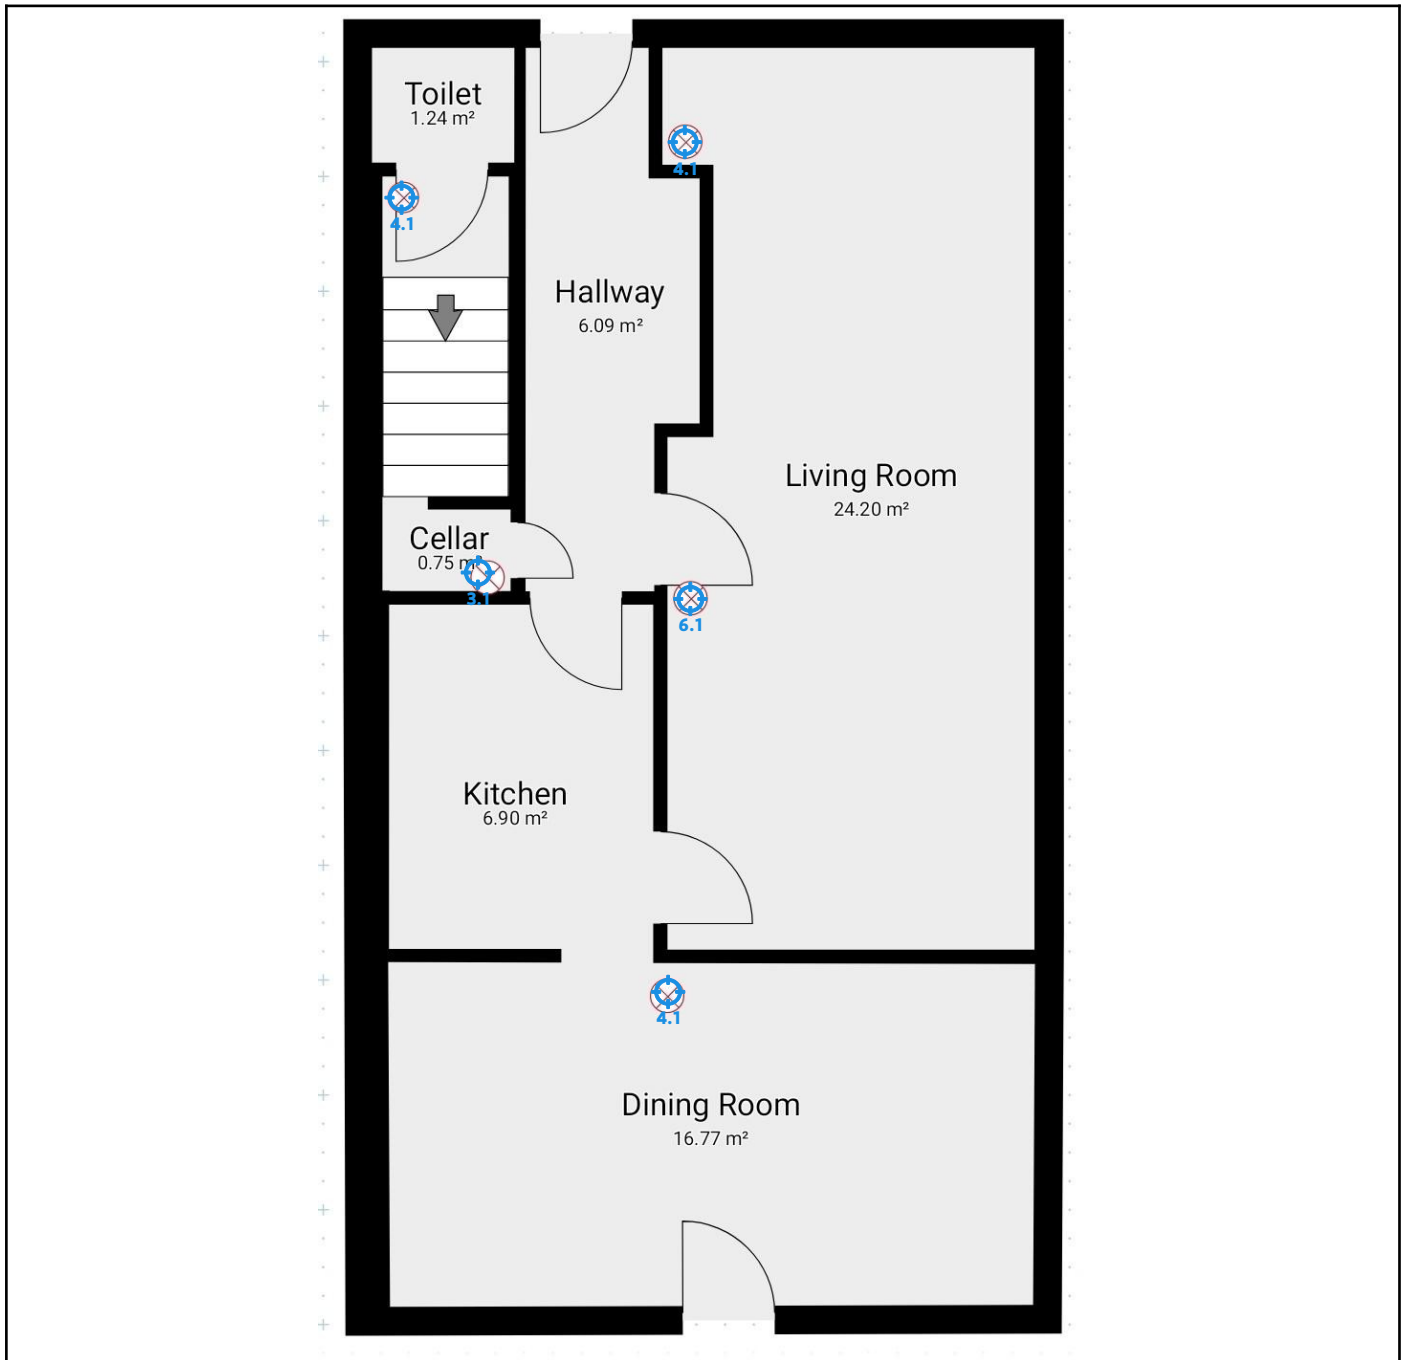 Toilet
1.24 m²
4.1
4.1
Hallway
6.09 m²
Living Room
24.20 m²
Cellar
0.75 m
3.1
6.1
Kitchen
6.90 m²
4.1
Dining Room
16.77 m²